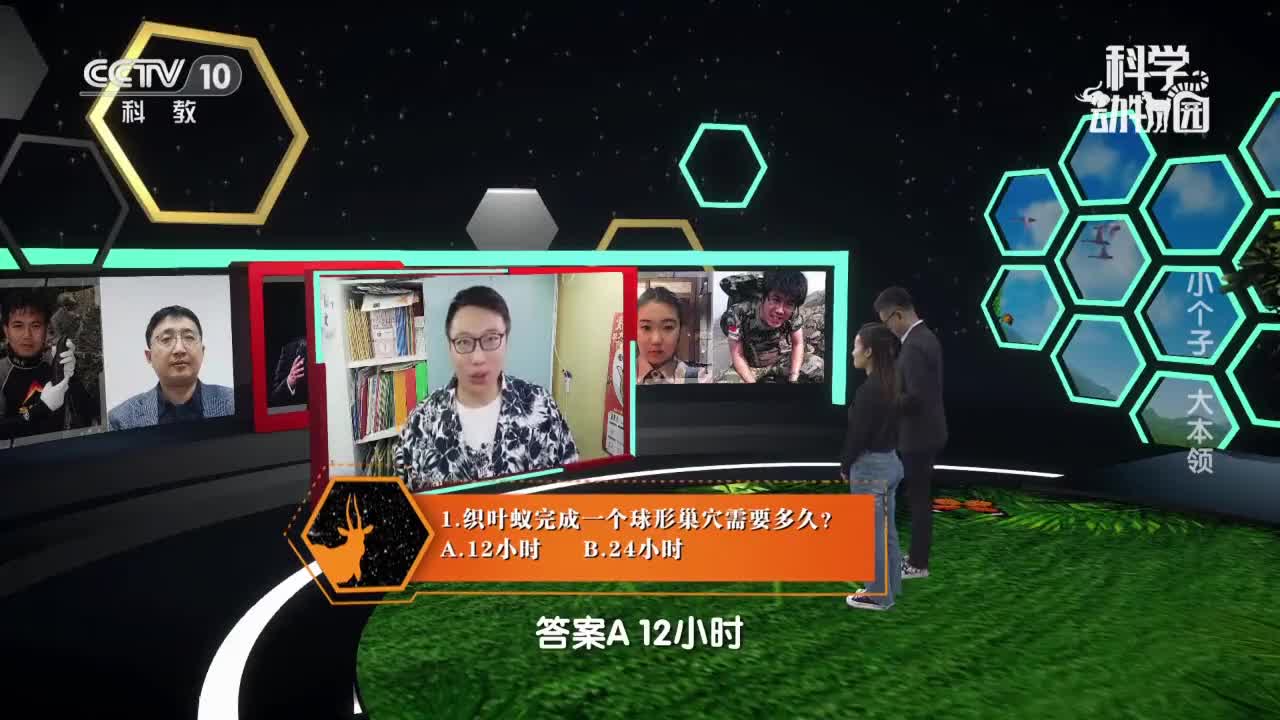 CCTV 10
科教
科学
动物园
小个子 大本领
1.织叶蚁完成一个球形巢穴需要多久?
A.12小时 B.24小时
答案A 12小时